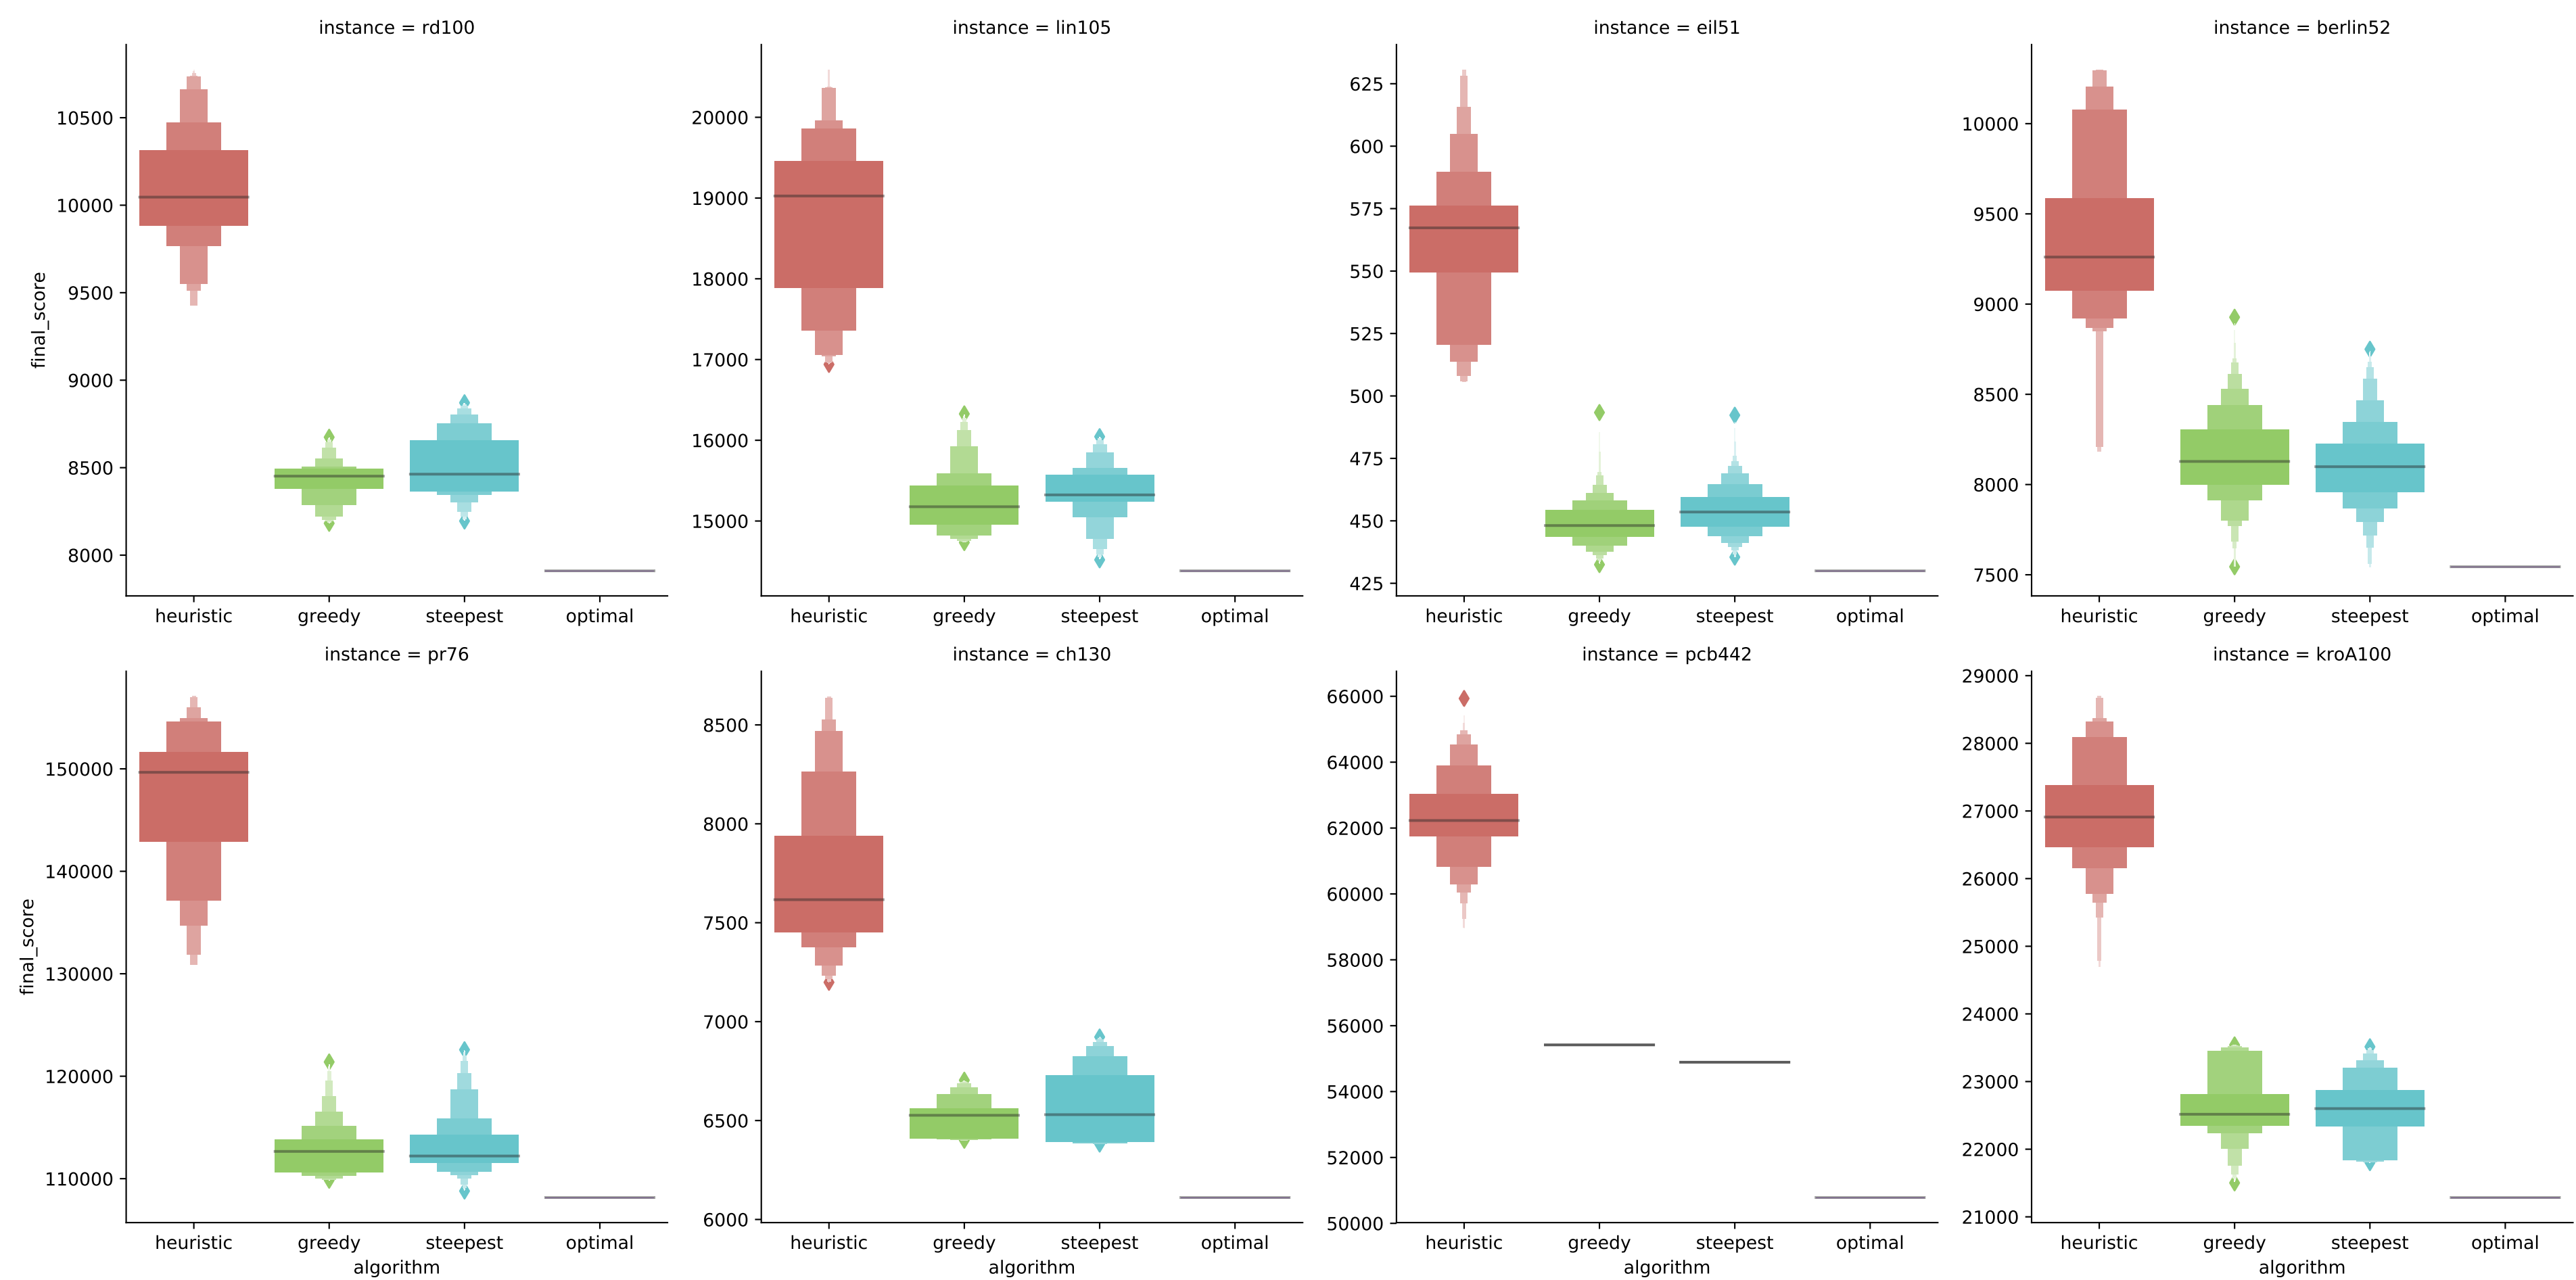 instance = rd100
final_score
10500
10000
9500
9000
8500
8000
heuristic greedy steepest optimal
instance = lin105
20000
19000
18000
17000
16000
15000
heuristic greedy steepest optimal
instance = eil51
625
600
575
550
525
500
475
450
425
heuristic greedy steepest optimal
instance = berlin52
10000
9500
9000
8500
8000
7500
heuristic greedy steepest optimal
instance = pr76
final_score
150000
140000
130000
120000
110000
heuristic greedy steepest optimal
algorithm
instance = ch130
8500
8000
7500
7000
6500
6000
heuristic greedy steepest optimal
algorithm
instance = pcb442
66000
64000
62000
60000
58000
56000
54000
52000
50000
heuristic greedy steepest optimal
algorithm
instance = kroA100
29000
28000
27000
26000
25000
24000
23000
22000
21000
heuristic greedy steepest optimal
algorithm